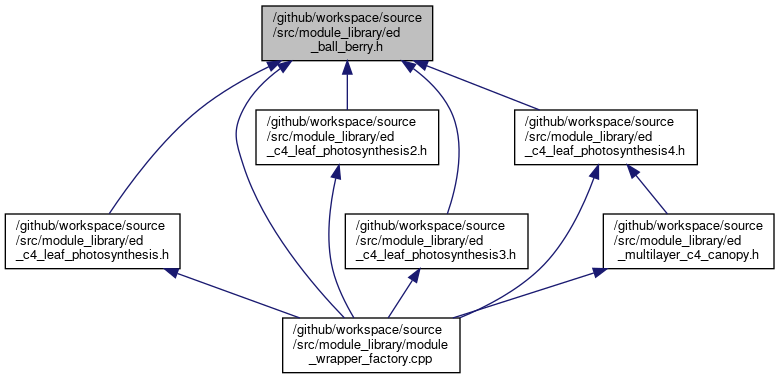 /github/workspace/source
/src/module_library/ed
_ball_berry.h
/github/workspace/source
/src/module_library/ed
_c4_leaf_photosynthesis2.h
/github/workspace/source
/src/module_library/ed
_c4_leaf_photosynthesis4.h
/github/workspace/source
/src/module_library/ed
_c4_leaf_photosynthesis.h
/github/workspace/source
/src/module_library/ed
_c4_leaf_photosynthesis3.h
/github/workspace/source
/src/module_library/ed
_multilayer_c4_canopy.h
/github/workspace/source
/src/module_library/module
_wrapper_factory.cpp